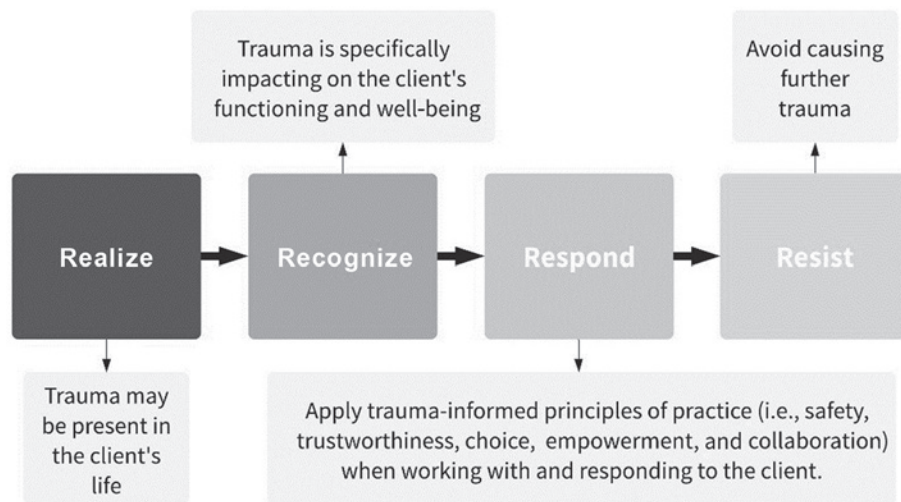 Trauma is specifically
impacting on the client's
functioning and well-being
Avoid causing
further
trauma
Realize
Recognize
Respond
Resist
Trauma may
be present in
the client's
life
Apply trauma-informed principles of practice (i.e., safety,
trustworthiness, choice, empowerment, and collaboration)
when working with and responding to the client.